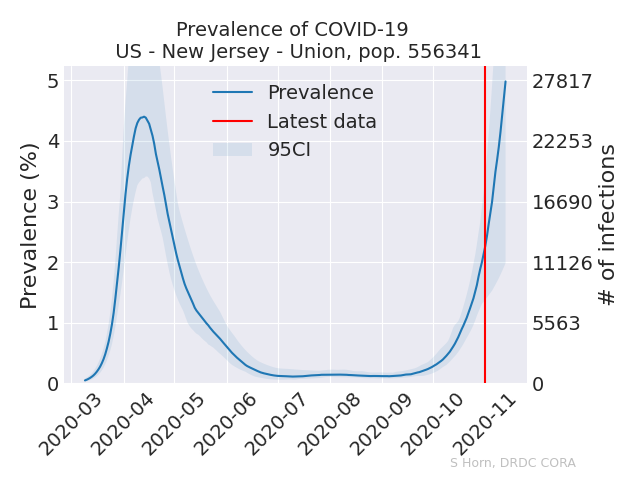 Prevalence of COVID-19
US - New Jersey - Union, pop. 556341
Prevalence
Latest data
95CI
Prevalence (%)
5
4
3
2
1
0
27817
22253
16690
11126
5563
0
# of infections
2020-03
2020-04
2020-05
2020-06
2020-07
2020-08
2020-09
2020-10
2020-11
S Horn, DRDC CORA